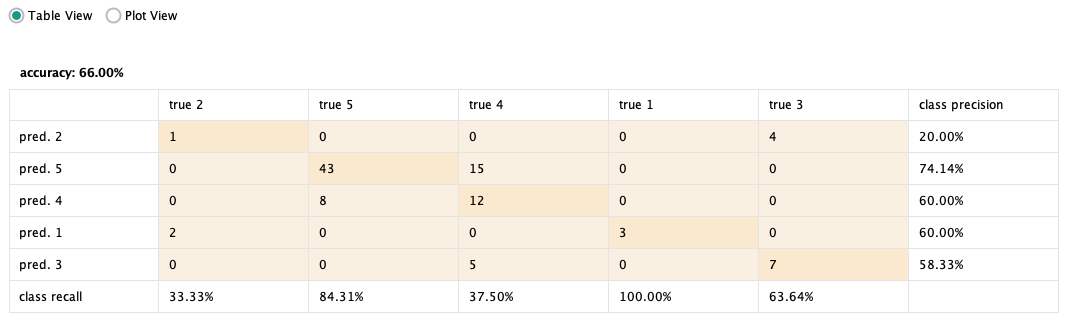 Table View Plot View
accuracy: 66.00%
true 2 true 5 true 4 true 1 true 3 class precision
pred. 2 1 0 0 0 4 20.00%
pred. 5 0 43 15 0 0 74.14%
pred. 4 0 8 12 0 0 60.00%
pred. 1 2 0 0 3 0 60.00%
pred. 3 0 0 5 0 7 58.33%
class recall 33.33% 84.31% 37.50% 100.00% 63.64%